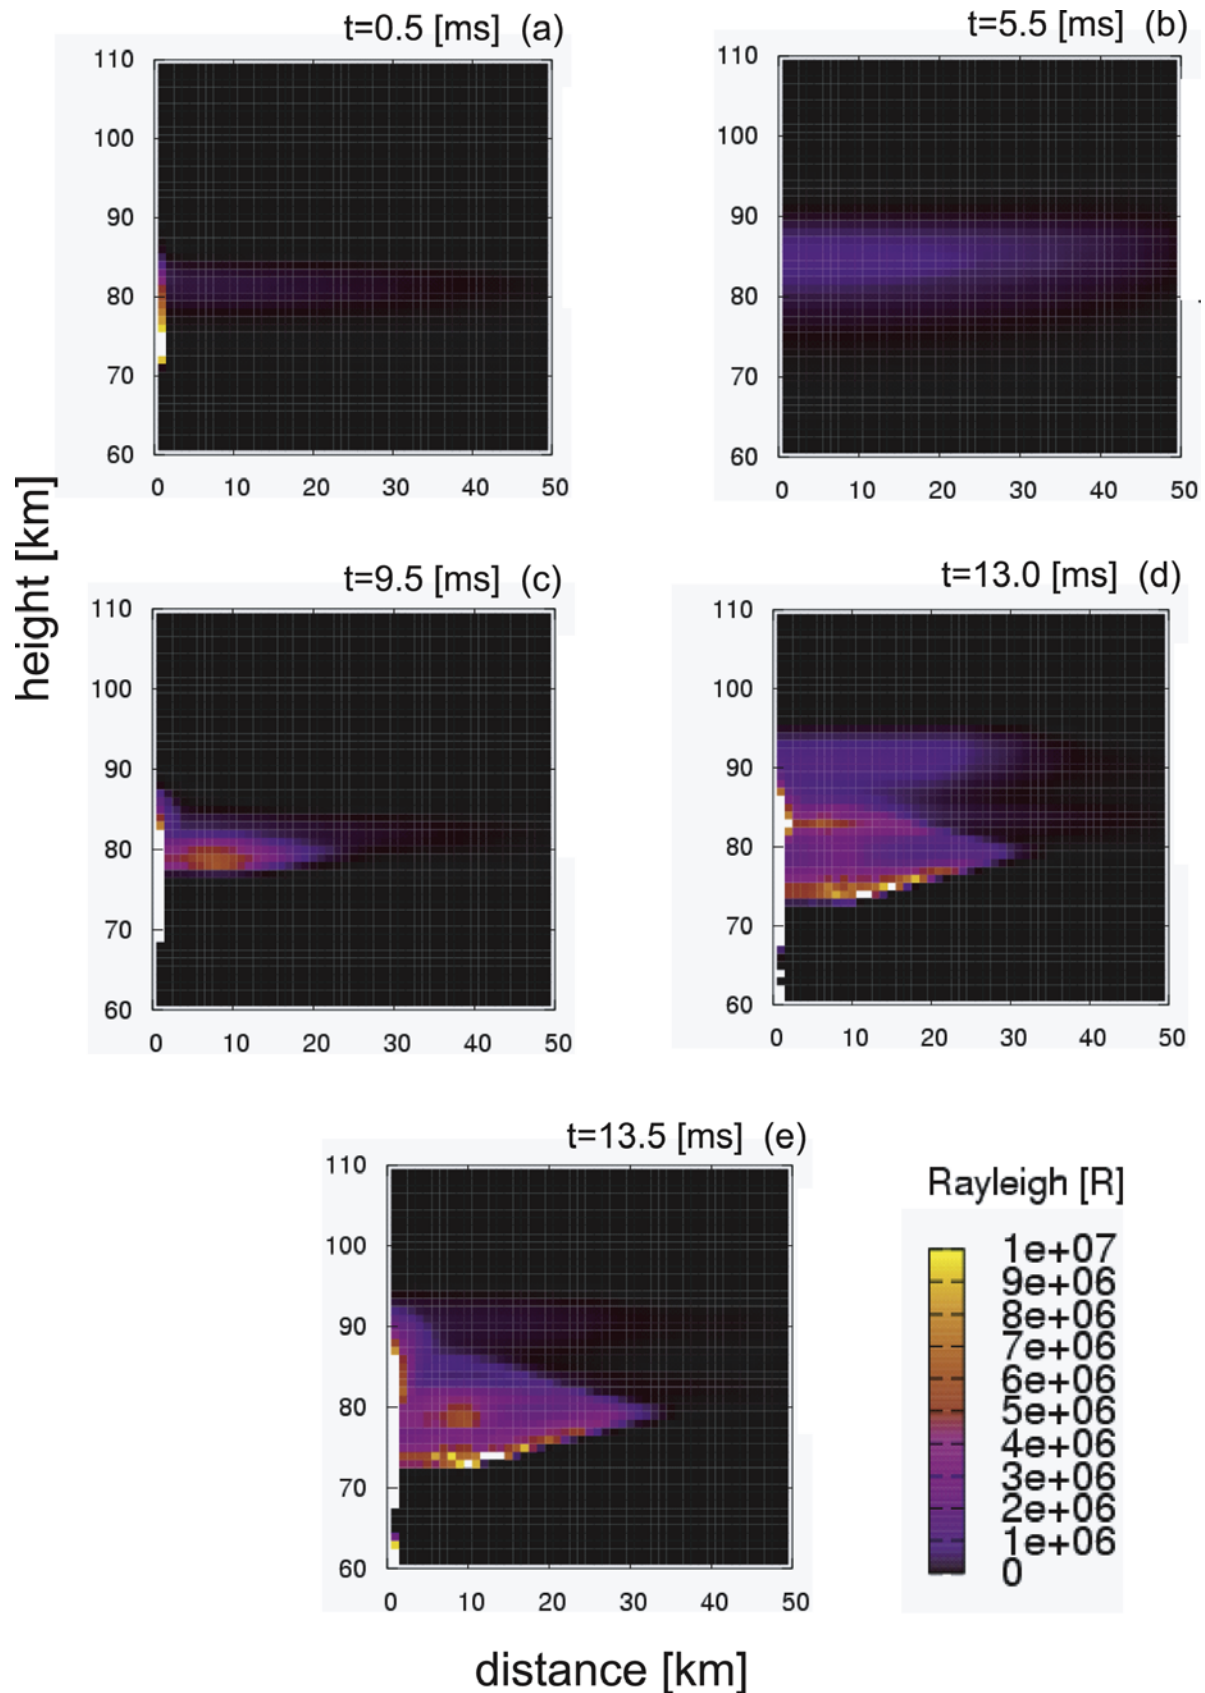 t=0.5 [ms] (a)
t=5.5 [ms] (b)
110
100
90
80
70
60
0 10 20 30 40 50
110
100
90
80
70
60
0 10 20 30 40 50
height [km]
t=9.5 [ms] (c)
t=13.0 [ms] (d)
110
100
90
80
70
60
0 10 20 30 40 50
110
100
90
80
70
60
0 10 20 30 40 50
t=13.5 [ms] (e)
110
100
90
80
70
60
0 10 20 30 40 50
Rayleigh [R]
1e+07
9e+06
8e+06
7e+06
6e+06
5e+06
4e+06
3e+06
2e+06
1e+06
0
distance [km]